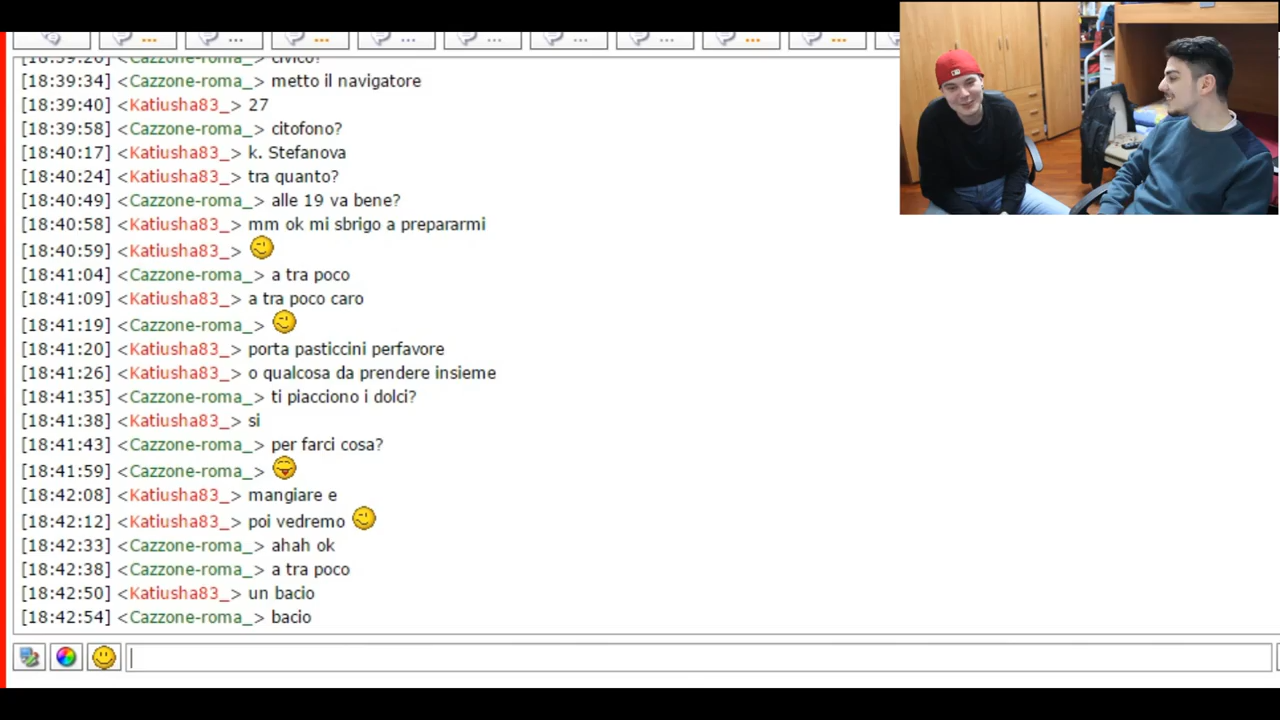 [18:39:26] <Cazzone-roma_> civico?
[18:39:34] <Cazzone-roma_> metto il navigatore
[18:39:40] <Katiusha83_> 27
[18:39:58] <Cazzone-roma_> citofono?
[18:40:17] <Katiusha83_> k. Stefanova
[18:40:24] <Katiusha83_> tra quanto?
[18:40:49] <Cazzone-roma_> alle 19 va bene?
[18:40:58] <Katiusha83_> mm ok mi sbrigo a prepararmi
[18:40:59] <Katiusha83_>
[18:41:04] <Cazzone-roma_> a tra poco
[18:41:09] <Katiusha83_> a tra poco caro
[18:41:19] <Cazzone-roma_>
[18:41:20] <Katiusha83_> porta pasticcini perfavore
[18:41:26] <Katiusha83_> o qualcosa da prendere insieme
[18:41:35] <Cazzone-roma_> ti piacciono i dolci?
[18:41:38] <Katiusha83_> si
[18:41:43] <Cazzone-roma_> per farci cosa?
[18:41:59] <Cazzone-roma_>
[18:42:08] <Katiusha83_> mangiare e
[18:42:12] <Katiusha83_> poi vedremo
[18:42:33] <Cazzone-roma_> ahah ok
[18:42:38] <Cazzone-roma_> a tra poco
[18:42:50] <Katiusha83_> un bacio
[18:42:54] <Cazzone-roma_> bacio